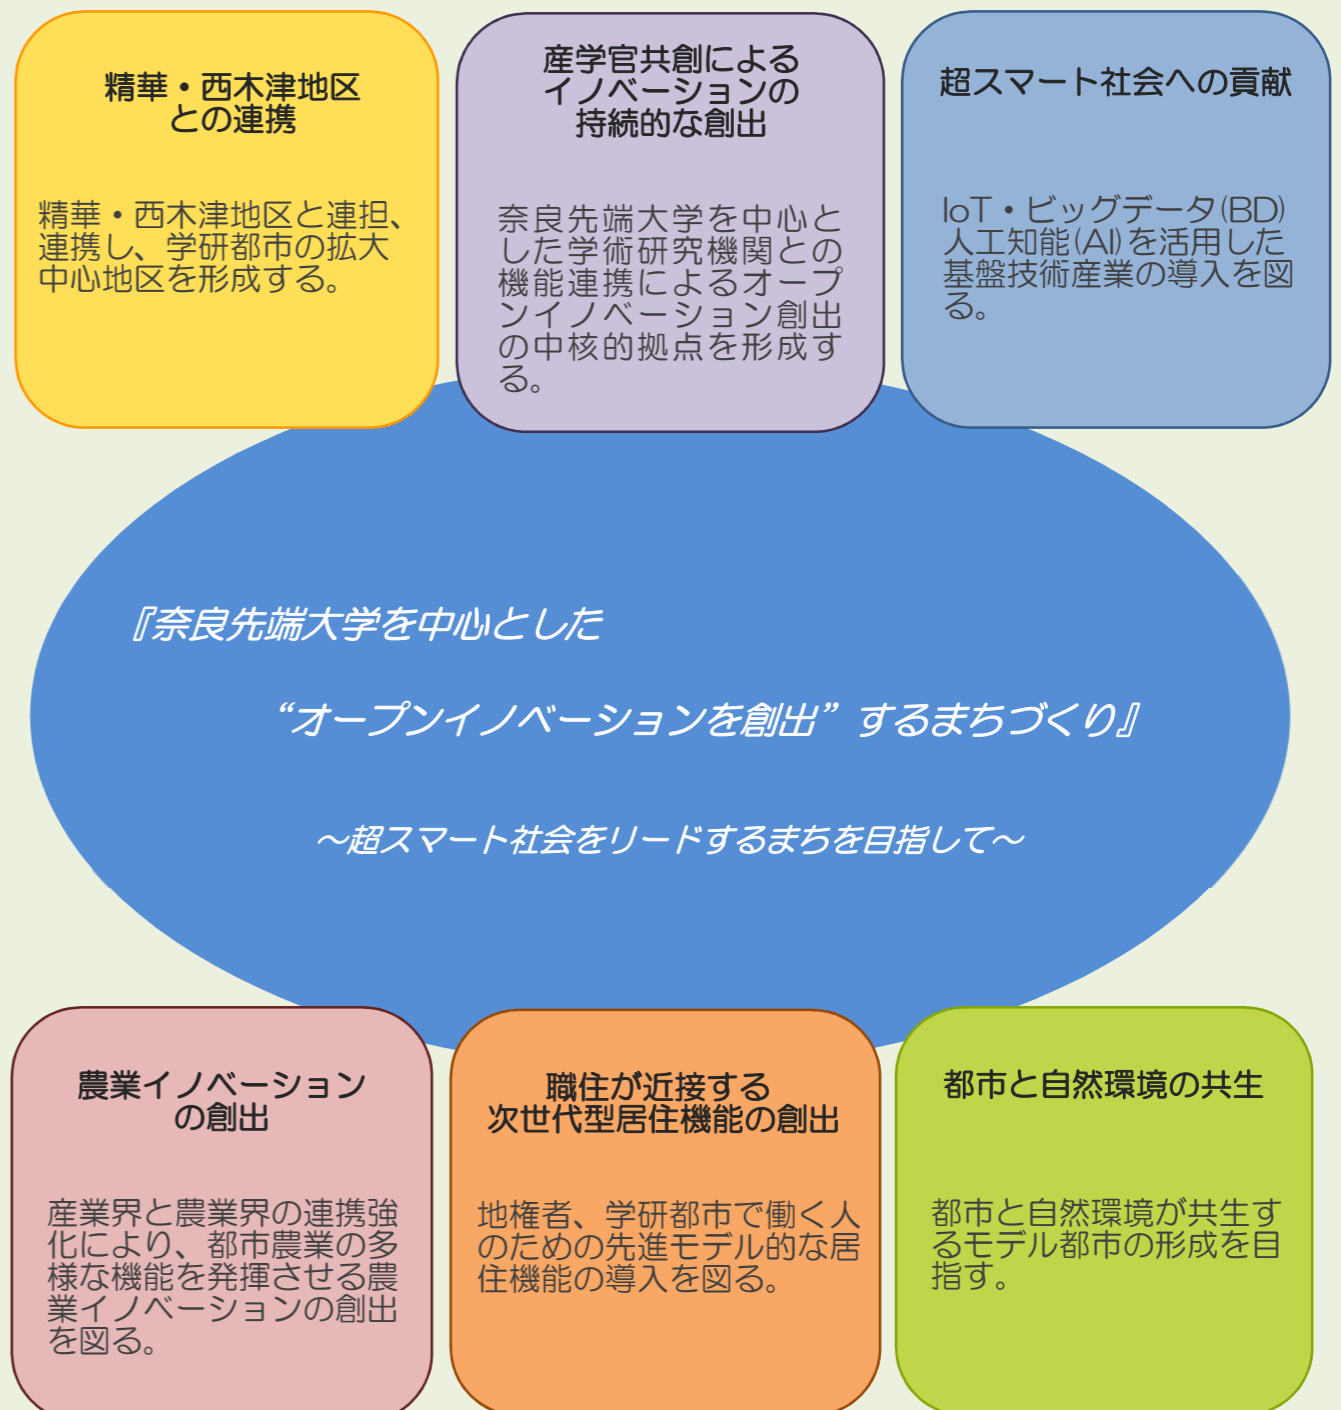 精華・西木津地区
との連携
精華・西木津地区と連担、
連携し、学研都市の拡大
中心地区を形成する。
産学官共創による
イノベーションの
持続的な創出
奈良先端大学を中心と
した学術研究機関との
機能連携によるオープ
ンイノベーション創出
の中核的拠点を形成す
る。
超スマート社会への貢献
IoT・ビッグデータ(BD)
人工知能(AI)を活用した
基盤技術産業の導入を図
る。
『奈良先端大学を中心とした
“オープンイノベーションを創出”するまちづくり』
～超スマート社会をリードするまちを目指して～
農業イノベーション
の創出
産業界と農業界の連携強
化により、都市農業の多
様な機能を発揮させる農
業イノベーションの創出
を図る。
職住が近接する
次世代型居住機能の創出
地権者、学研都市で働く人
のための先進モデル的な居
住機能の導入を図る。
都市と自然環境の共生
都市と自然環境が共生す
るモデル都市の形成を目
指す。